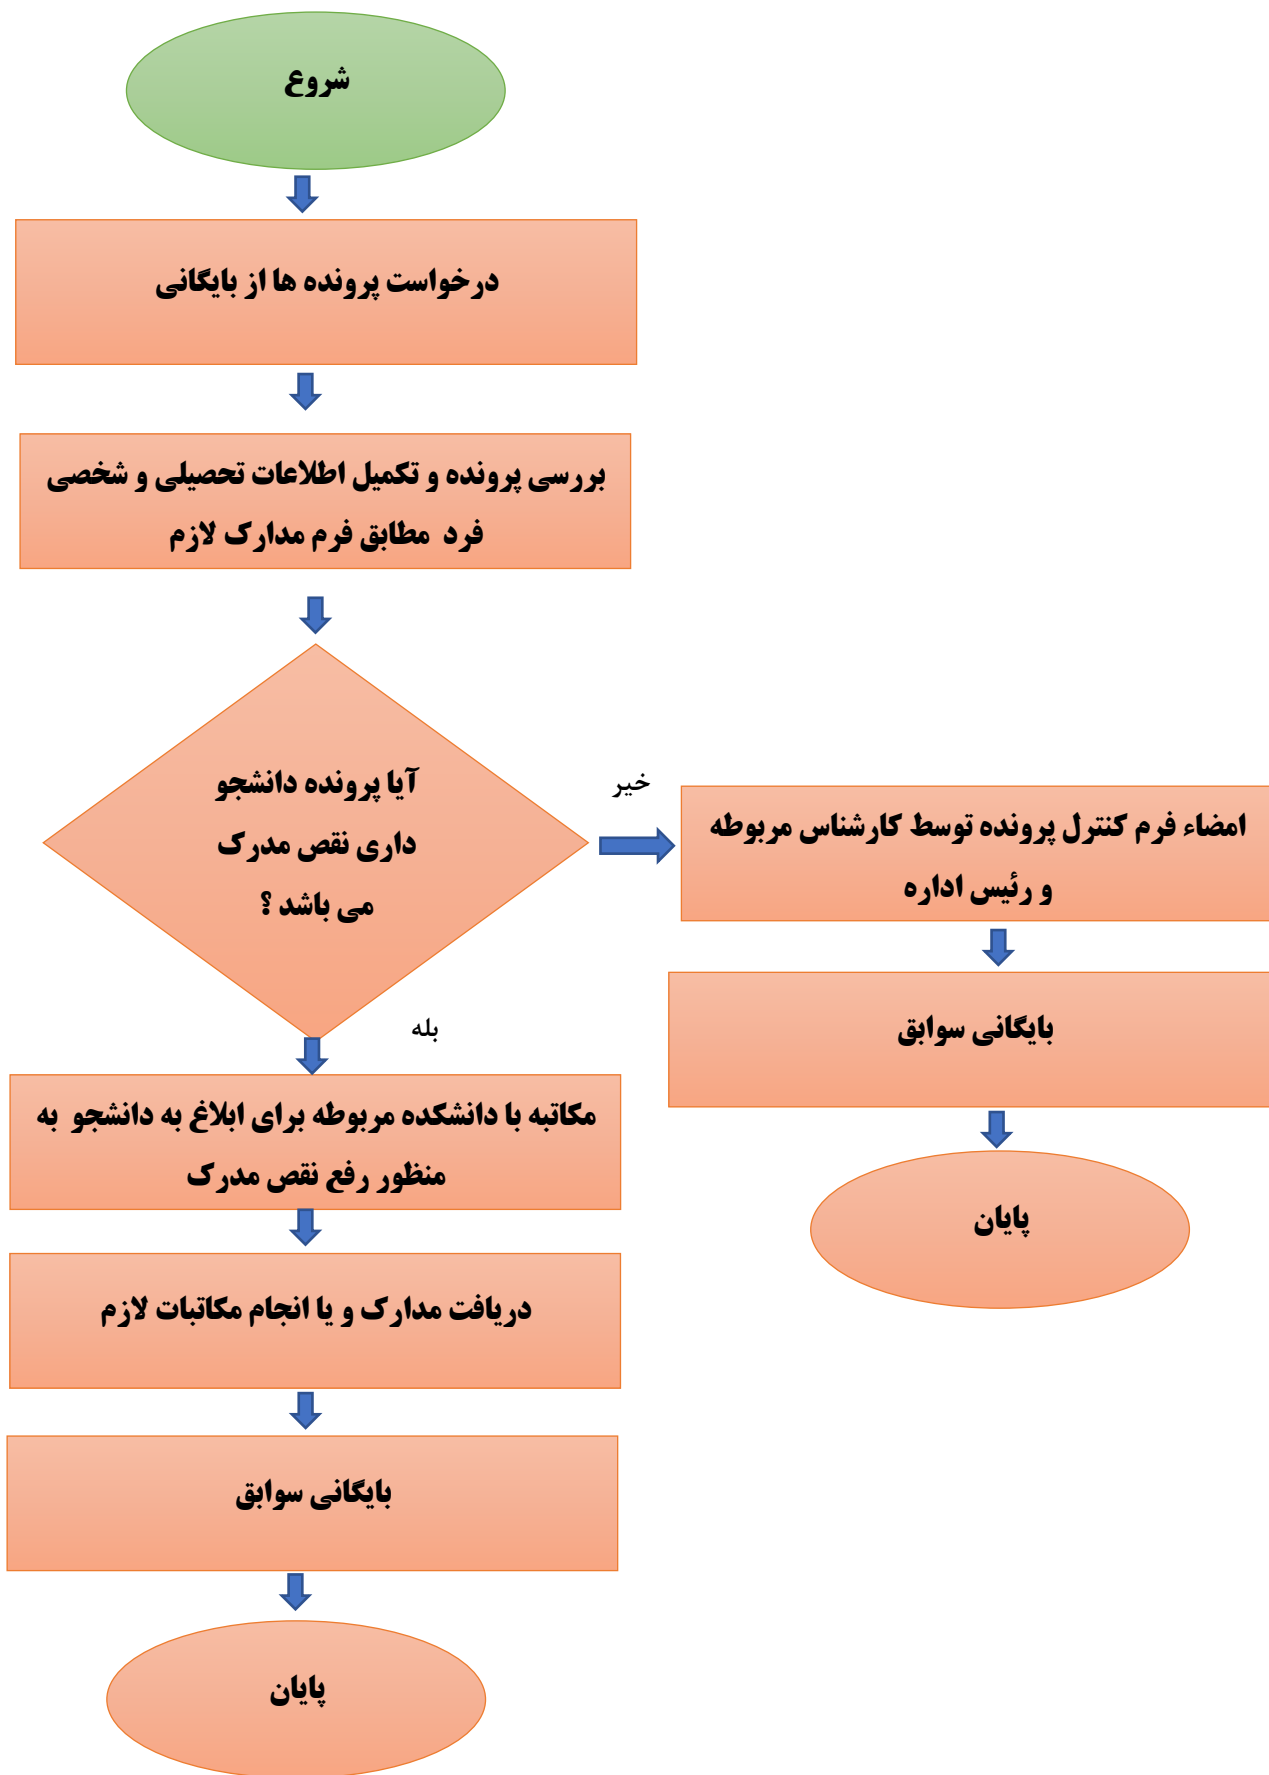 شروع
درخواست پرونده ها از بایگانی
بررسی پرونده و تکمیل اطلاعات تحصیلی و شخصی
فرد مطابق فرم مدارک لازم
آیا پرونده دانشجو
داری نقص مدرک
می باشد ؟
خیر
امضاء فرم کنترل پرونده توسط کارشناس مربوطه
و رئیس اداره
بایگانی سوابق
پایان
بله
مکاتبه با دانشکده مربوطه برای ابلاغ به دانشجو به
منظور رفع نقص مدرک
دریافت مدارک و یا انجام مکاتبات لازم
بایگانی سوابق
پایان